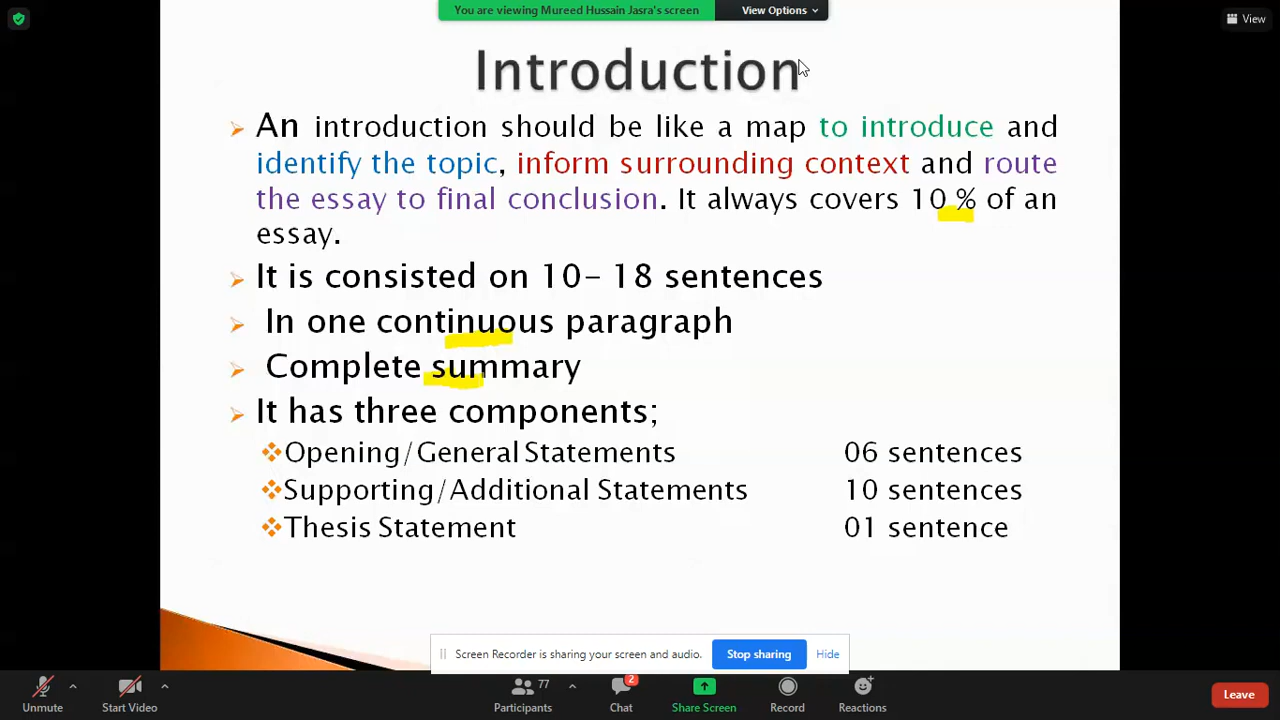 You are viewing Mureed Hussain Jasra's screen
View Options
View
Introduction
An introduction should be like a map to introduce and
identify the topic, inform surrounding context and route
the essay to final conclusion. It always covers 10 % of an
essay.
It is consisted on 10- 18 sentences
In one continuous paragraph
Complete summary
It has three components;
Opening/General Statements 06 sentences
Supporting/Additional Statements 10 sentences
Thesis Statement 01 sentence
Screen Recorder is sharing your screen and audio. Stop sharing Hide
Unmute
Start Video
77
Participants
2
Chat
Share Screen
Record
Reactions
Leave